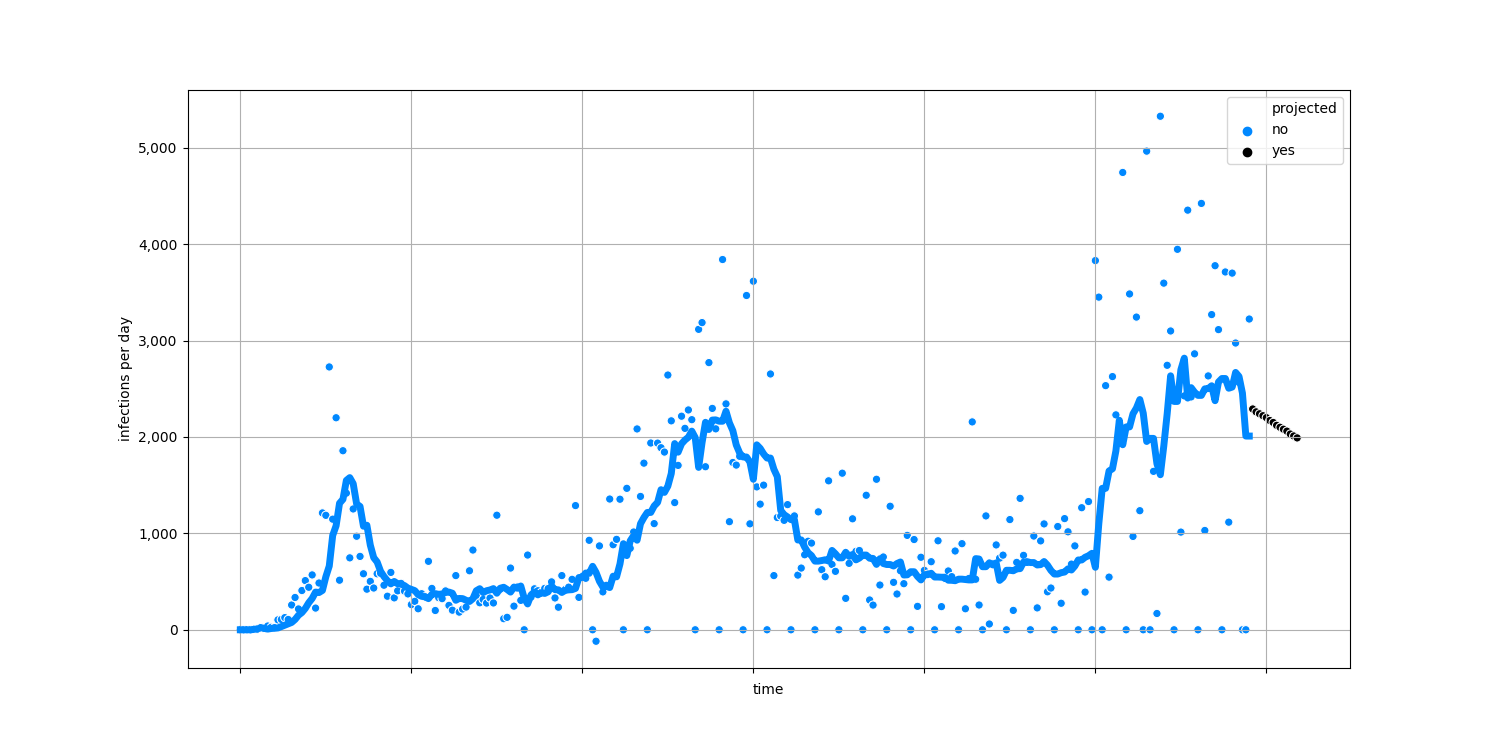 projected
no
yes
5,000
4,000
3,000
2,000
1,000
0
infections per day
time